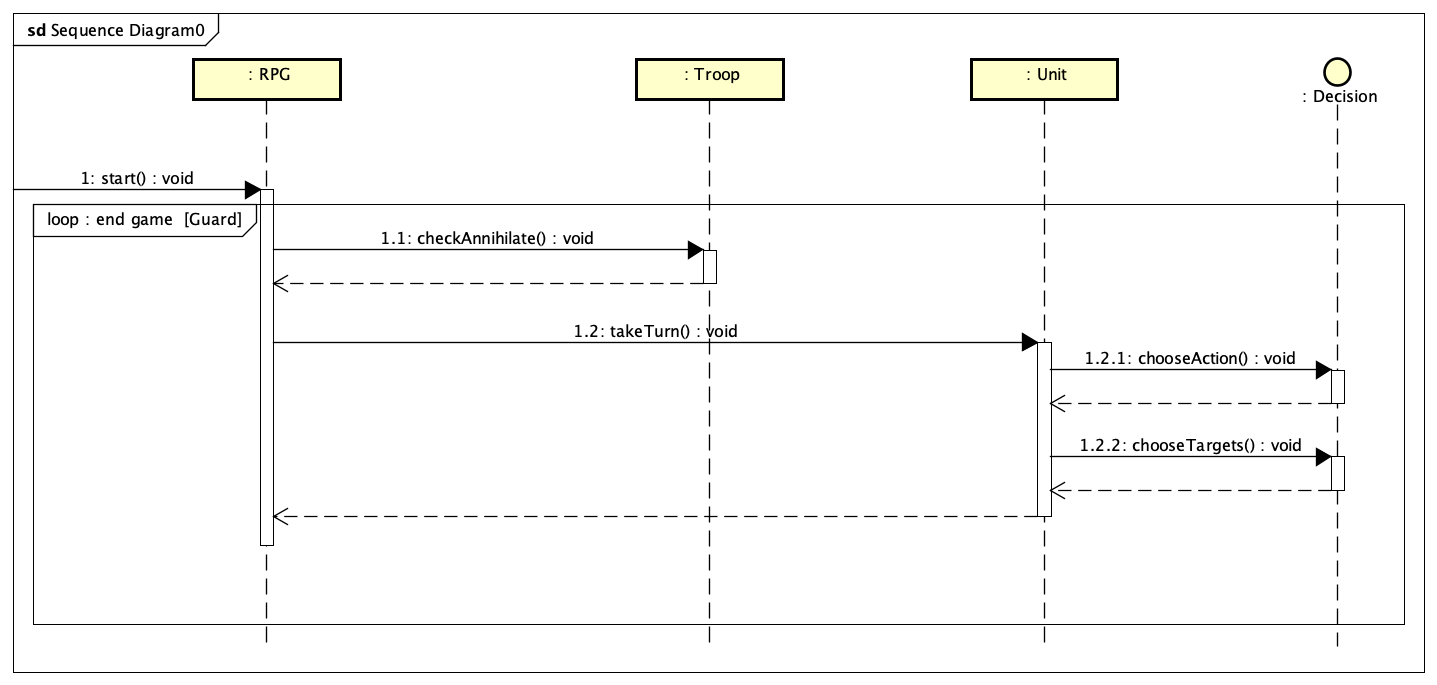 sd Sequence Diagram0
: RPG
: Troop
: Unit
: Decision
1: start() : void
loop : end game [Guard]
1.1: checkAnnihilate() : void
1.2: takeTurn() : void
1.2.1: chooseAction() : void
1.2.2: chooseTargets() : void